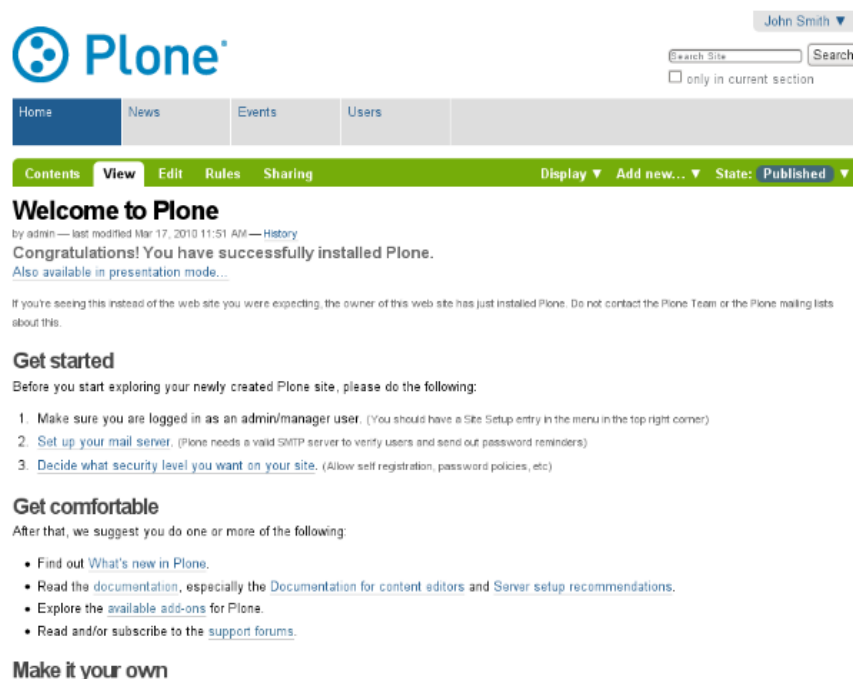 John Smith ▼
Plone
Search Site
Search
only in current section
Home
News
Events
Users
Contents
View
Edit
Rules
Sharing
Display ▼
Add new... ▼
State: Published ▼
Welcome to Plone
by admin — last modified Mar 17, 2010 11:51 AM — History
Congratulations! You have successfully installed Plone.
Also available in presentation mode...
If you're seeing this instead of the web site you were expecting, the owner of this web site has just installed Plone. Do not contact the Plone Team or the Plone mailing lists
about this.
Get started
Before you start exploring your newly created Plone site, please do the following:
1. Make sure you are logged in as an admin/manager user. (You should have a Site Setup entry in the menu in the top right corner)
2. Set up your mail server. (Plone needs a valid SMTP server to verify users and send out password reminders)
3. Decide what security level you want on your site. (Allow self registration, password policies, etc)
Get comfortable
After that, we suggest you do one or more of the following:
• Find out What's new in Plone.
• Read the documentation, especially the Documentation for content editors and Server setup recommendations.
• Explore the available add-ons for Plone.
• Read and/or subscribe to the support forums.
Make it your own